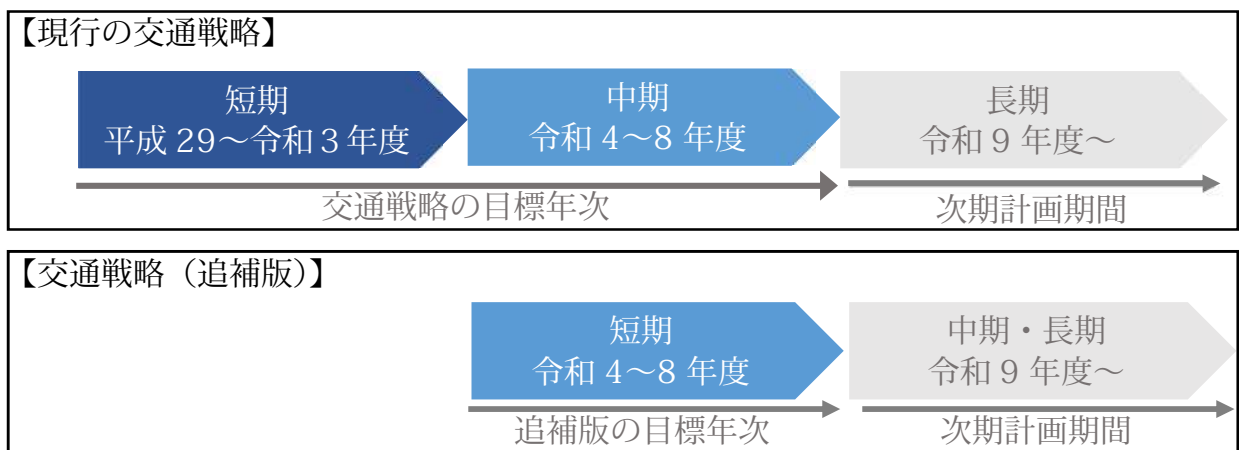 【現行の交通戦略】
短期
平成 29～令和３年度
中期
令和 4～8 年度
長期
令和 9 年度～
交通戦略の目標年次
次期計画期間
【交通戦略（追補版）】
短期
令和 4～8 年度
中期・長期
令和 9 年度～
追補版の目標年次
次期計画期間